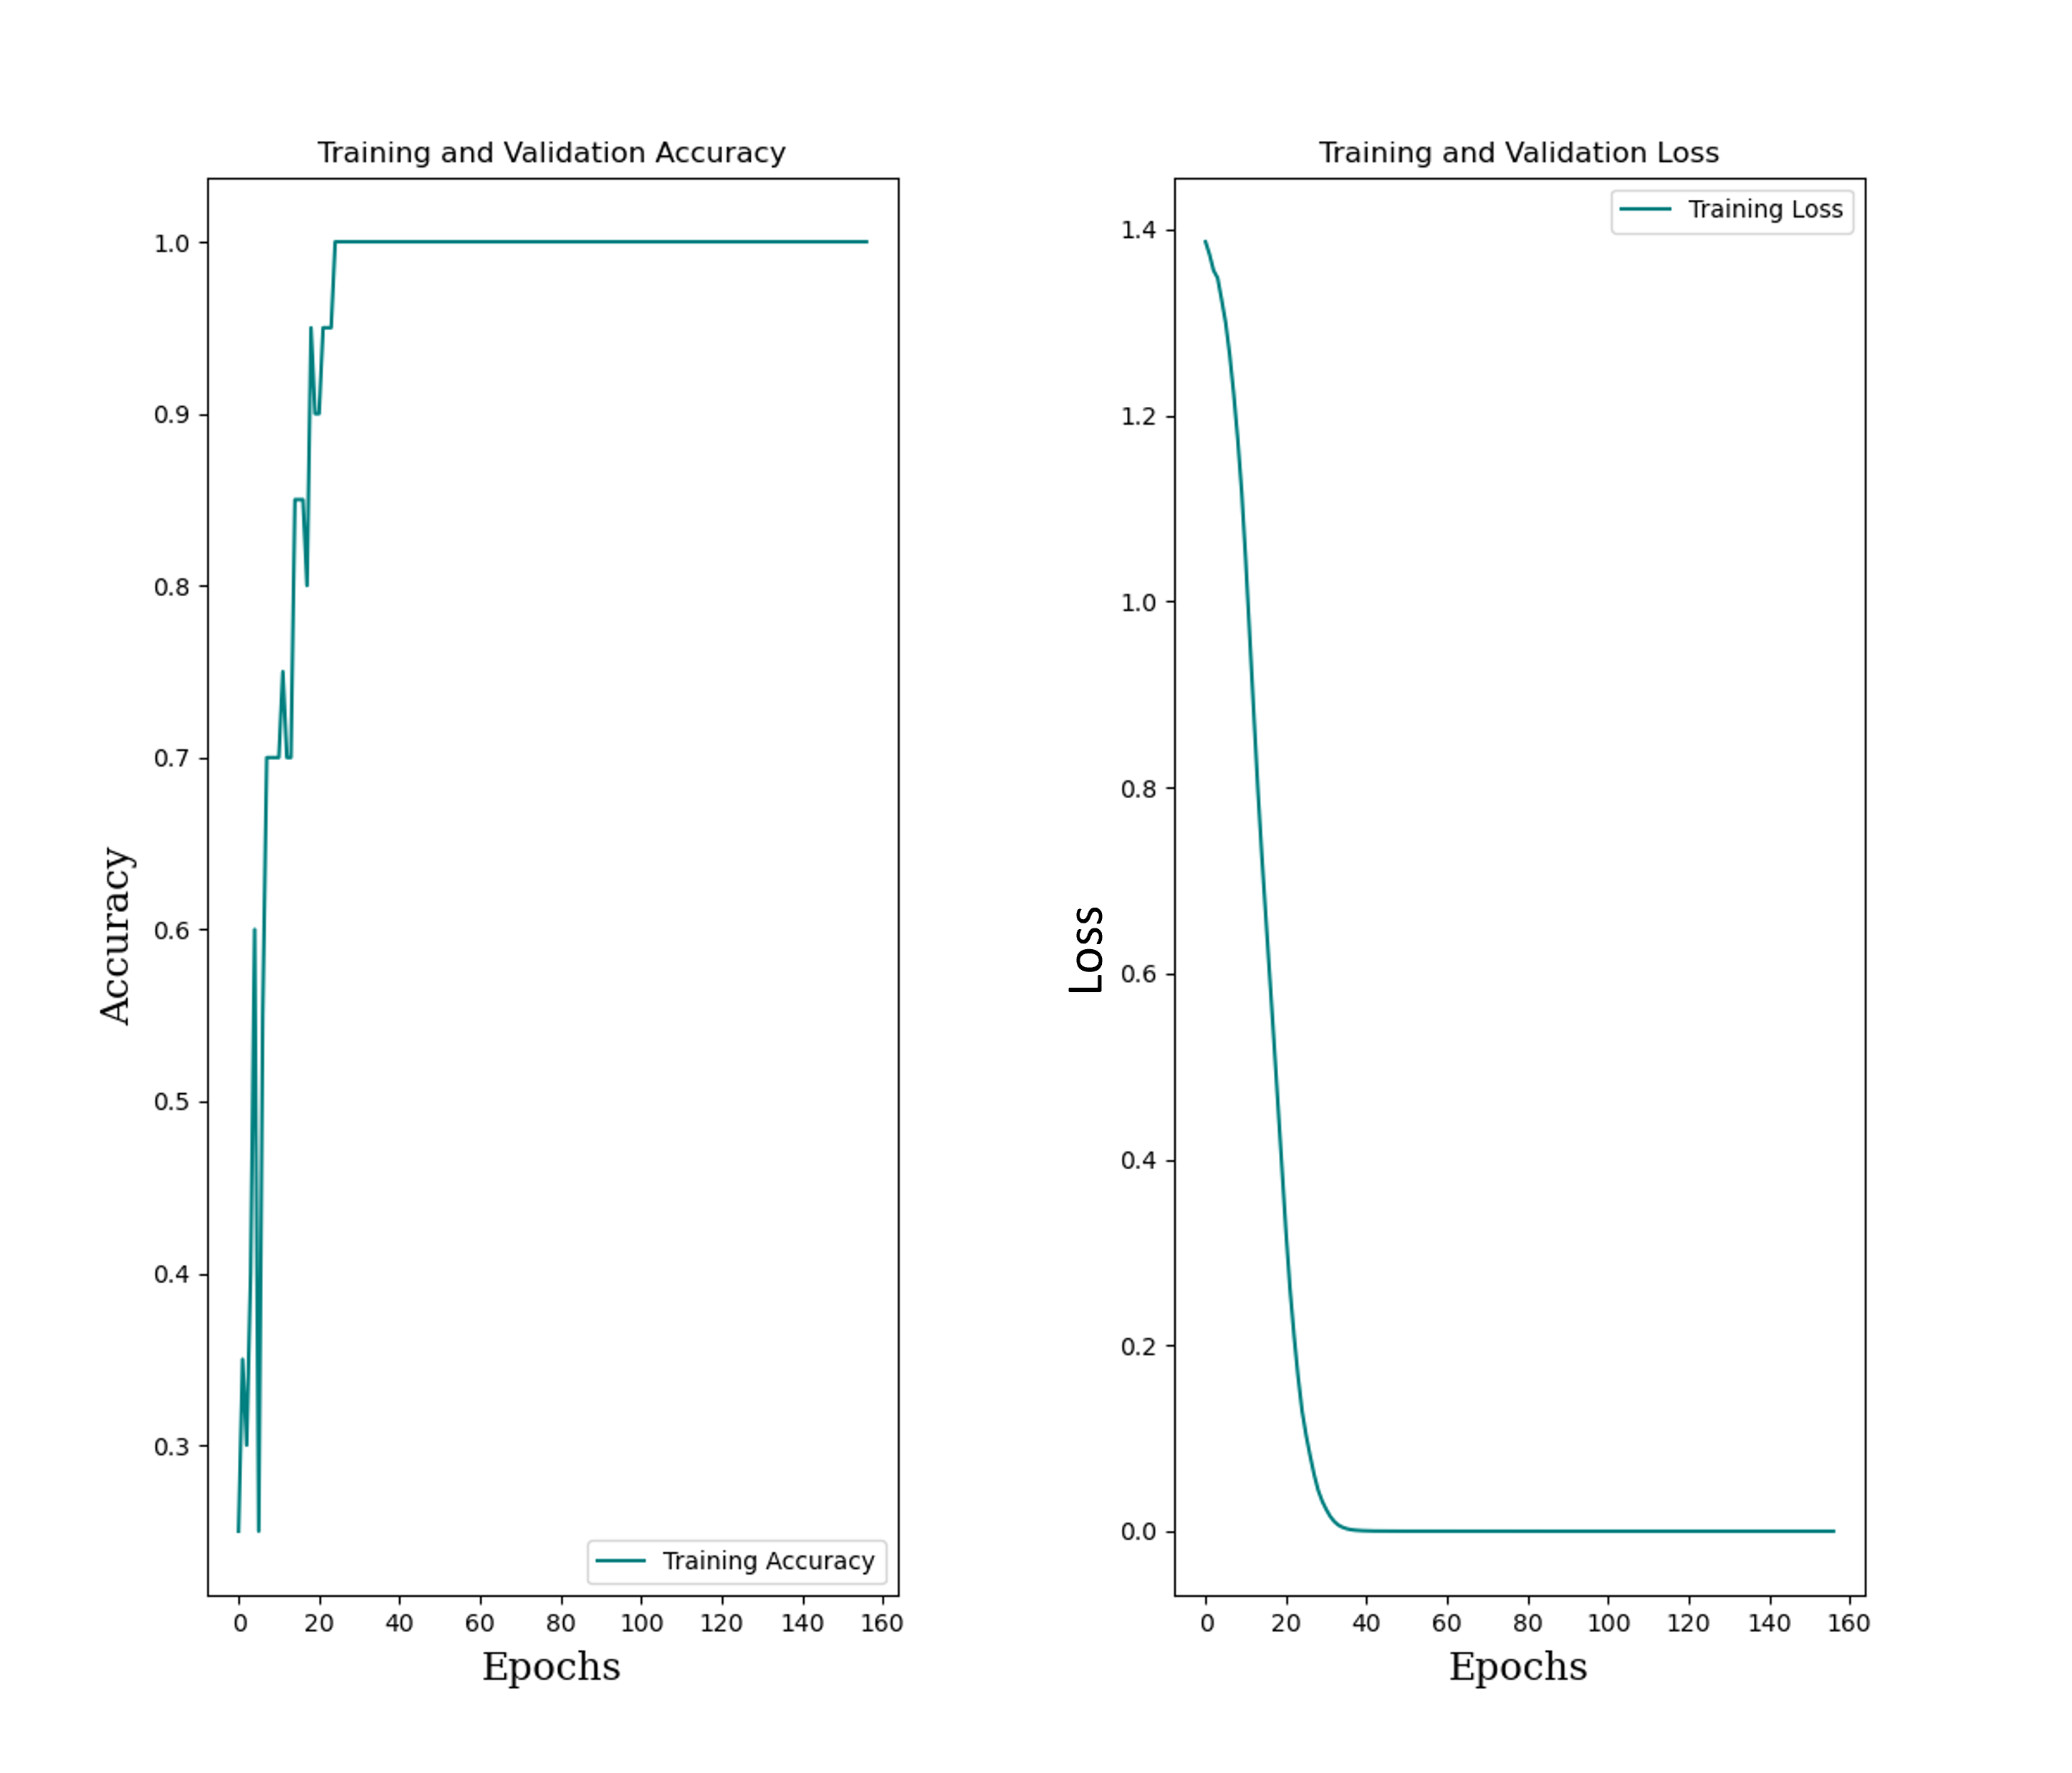 Training and Validation Accuracy
1.0
0.9
0.8
0.7
0.6
0.5
0.4
0.3
Accuracy
Training Accuracy
0 20 40 60 80 100 120 140 160
Epochs
Training and Validation Loss
Training Loss
1.4
1.2
1.0
0.8
0.6
0.4
0.2
0.0
Loss
0 20 40 60 80 100 120 140 160
Epochs